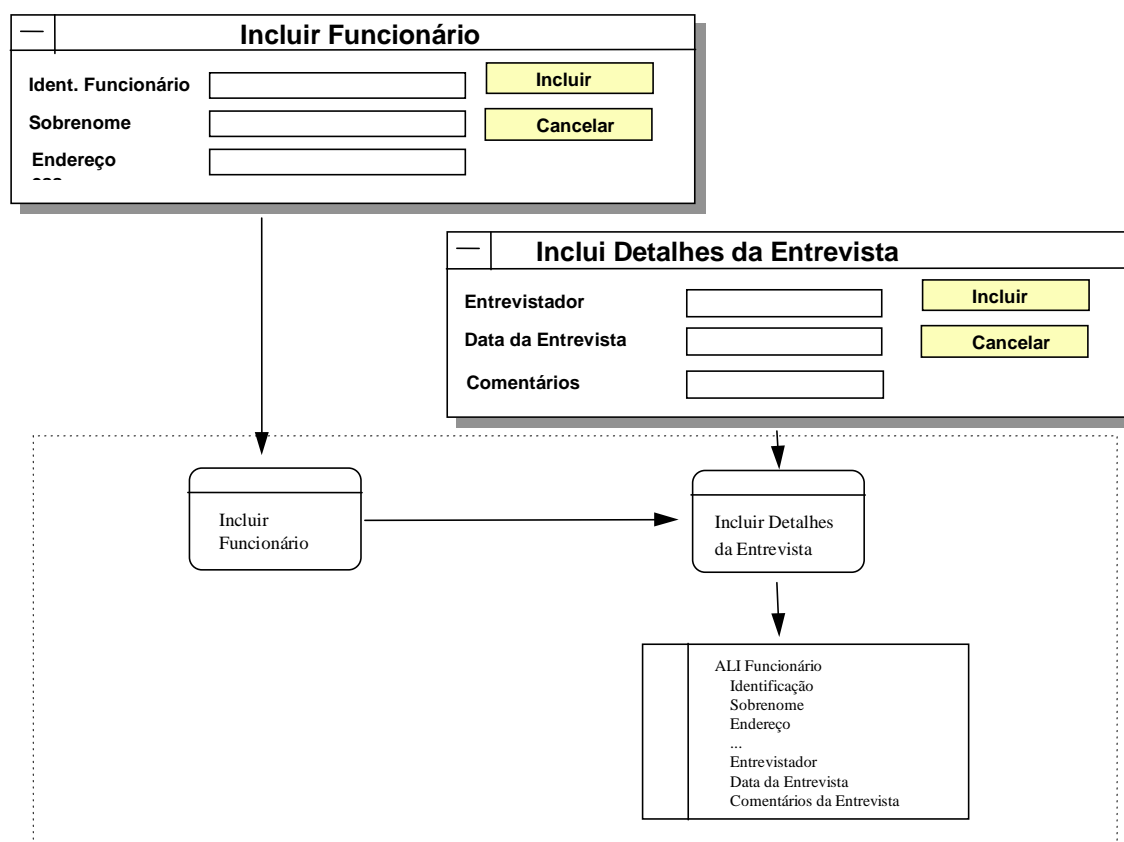 Incluir Funcionário
Ident. Funcionário
Incluir
Sobrenome
Cancelar
Endereço
Inclui Detalhes da Entrevista
Entrevistador
Incluir
Data da Entrevista
Cancelar
Comentários
Incluir
Funcionário
Incluir Detalhes
da Entrevista
ALI Funcionário
Identificação
Sobrenome
Endereço
...
Entrevistador
Data da Entrevista
Comentários da Entrevista